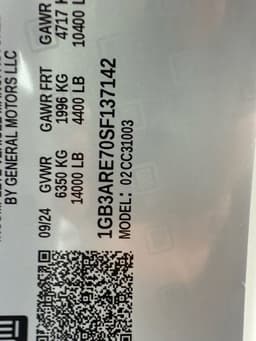 BY GENERAL MOTORS LLC
09/24 GVWR GAWR FRT GAWR
6350 KG 1996 KG 4717
14000 LB 4400 LB 10400 L
1GB3ARE70SF137142
MODEL: 02 CC31003